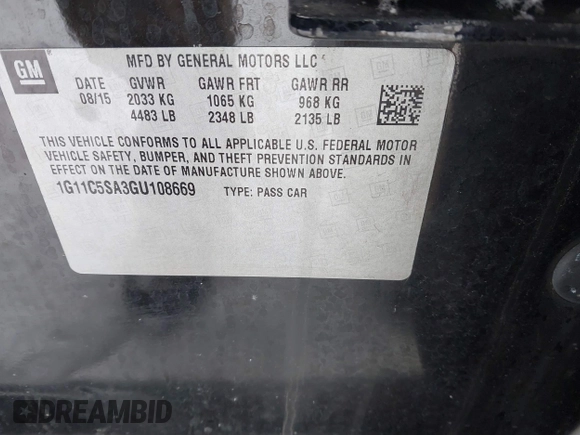 GM
MFD BY GENERAL MOTORS LLC
DATE GVWR GAWR FRT GAWR RR
08/15 2033 KG 1065 KG 968 KG
4483 LB 2348 LB 2135 LB
THIS VEHICLE CONFORMS TO ALL APPLICABLE U.S. FEDERAL MOTOR
VEHICLE SAFETY, BUMPER, AND THEFT PREVENTION STANDARDS IN
EFFECT ON THE DATE OF MANUFACTURE SHOWN ABOVE.
1G11C5SA3GU108669 TYPE: PASS CAR
DREAMBID